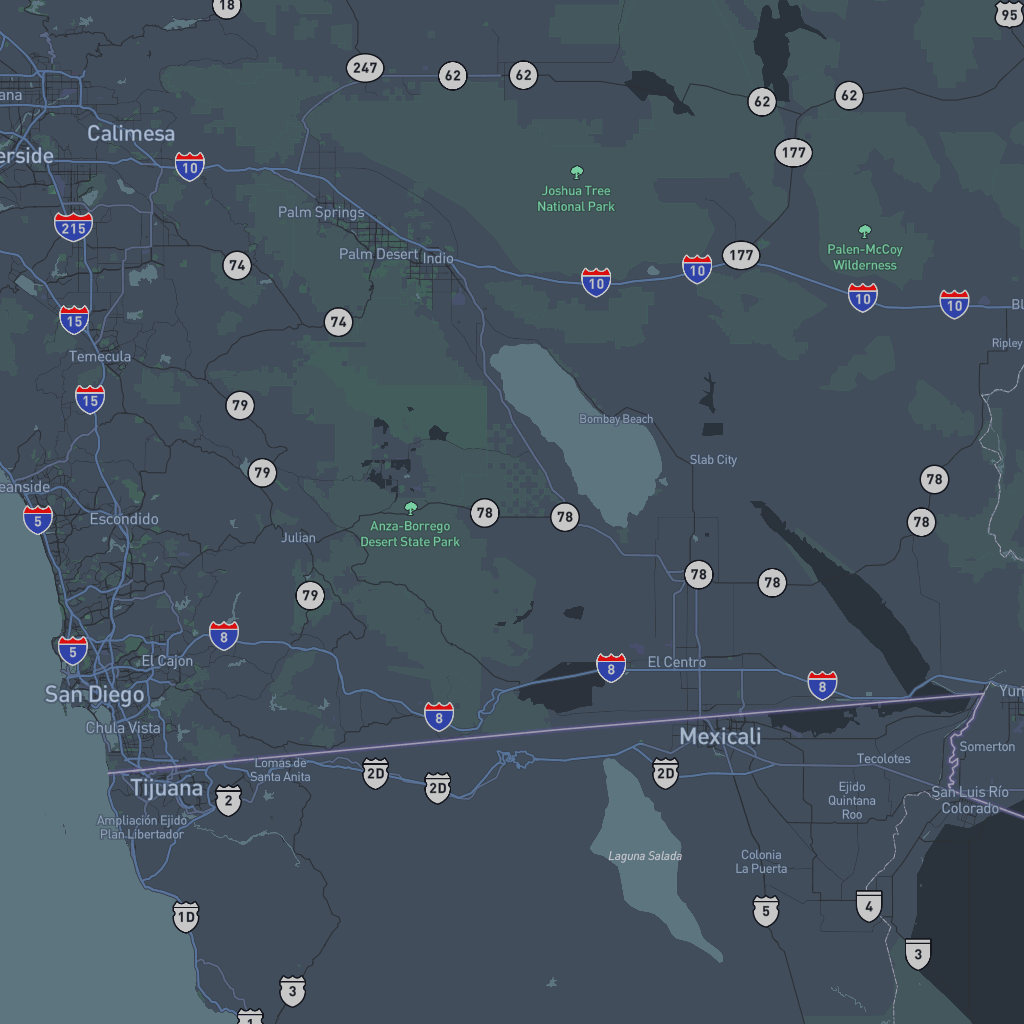 18
95
247
62
62
62
62
ana
Calimesa
erside
10
177
Joshua Tree
National Park
Palm Springs
215
Palen-McCoy
Wilderness
Palm Desert
Indio
177
74
10
10
10
10
Bl
15
74
Ripley
Temecula
15
79
Bombay Beach
Slab City
79
78
eanside
5
Escondido
78
78
78
Anza-Borrego
Desert State Park
Julian
78
78
79
8
5
El Cajon
El Centro
8
8
San Diego
Yun
8
Chula Vista
Mexicali
Somerton
Tecolotes
Lomas de
Santa Anita
2D
2D
2D
Tijuana
2
Ejido
Quintana
Roo
San Luis Río
Colorado
Ampliación Ejido
Plan Libertador
Laguna Salada
Colonia
La Puerta
1D
5
4
3
3
1